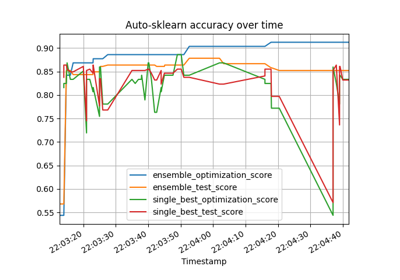 Auto-sklearn accuracy over time
0.90
0.85
0.80
0.75
0.70
0.65
0.60
0.55
ensemble_optimization_score
ensemble_test_score
single_best_optimization_score
single_best_test_score
22:03:20
22:03:30
22:03:40
22:03:50
22:04:00
22:04:10
22:04:20
22:04:30
22:04:40
Timestamp